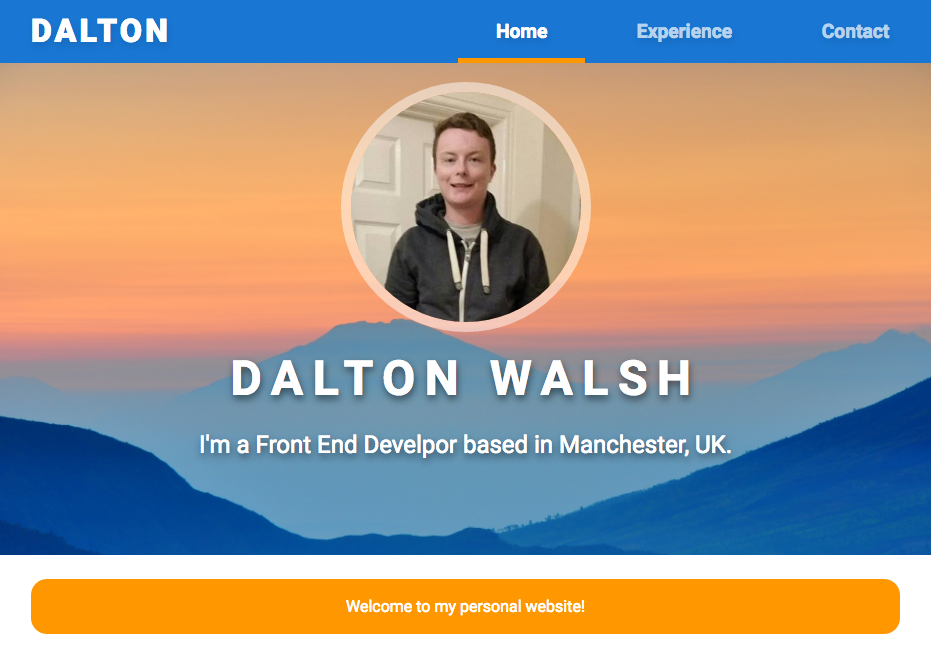 DALTON
Home Experience Contact
DALTON WALSH
I'm a Front End Develpor based in Manchester, UK.
Welcome to my personal website!